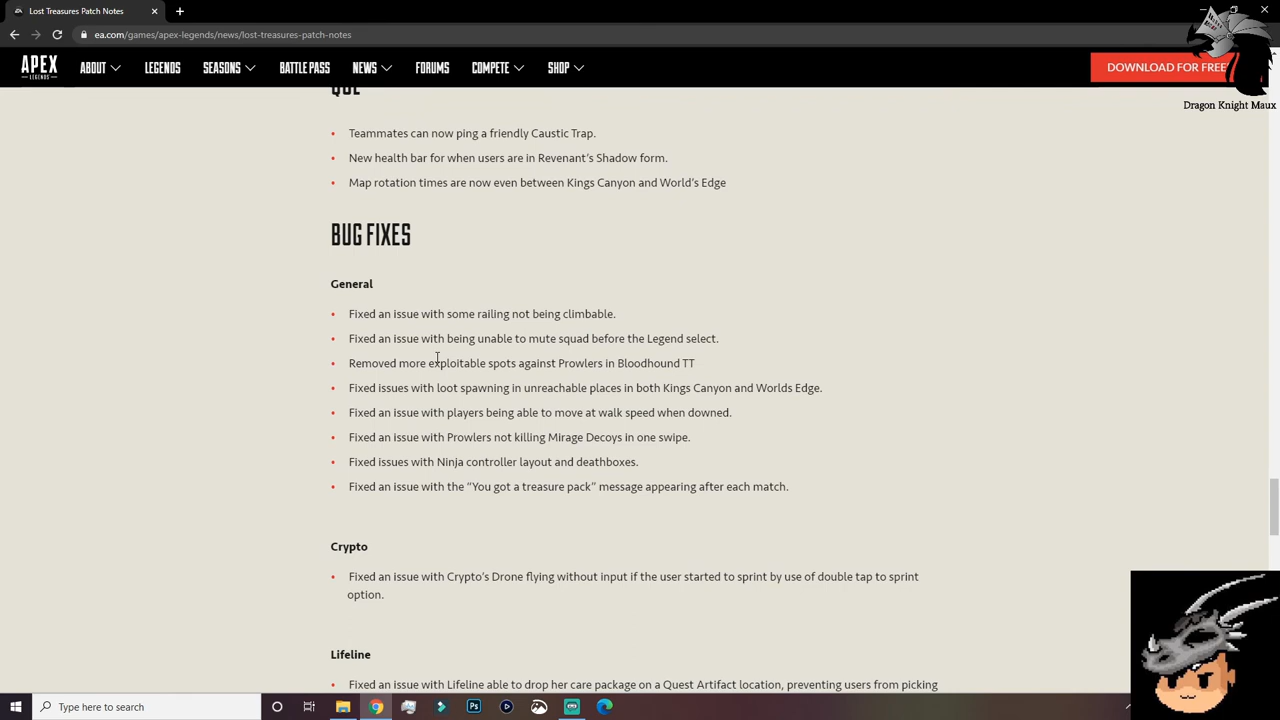 Lost Treasures Patch Notes
ea.com/games/apex-legends/news/lost-treasures-patch-notes
APEX
LEGENDS
ABOUT
LEGENDS
SEASONS
BATTLE PASS
NEWS
FORUMS
COMPETE
SHOP
DOWNLOAD FOR FREE
Dragon Knight Maux
QOL
• Teammates can now ping a friendly Caustic Trap.
• New health bar for when users are in Revenant's Shadow form.
• Map rotation times are now even between Kings Canyon and World's Edge
BUG FIXES
General
• Fixed an issue with some railing not being climbable.
• Fixed an issue with being unable to mute squad before the Legend select.
• Removed more exploitable spots against Prowlers in Bloodhound TT
• Fixed issues with loot spawning in unreachable places in both Kings Canyon and Worlds Edge.
• Fixed an issue with players being able to move at walk speed when downed.
• Fixed an issue with Prowlers not killing Mirage Decoys in one swipe.
• Fixed issues with Ninja controller layout and deathboxes.
• Fixed an issue with the “You got a treasure pack” message appearing after each match.
Crypto
• Fixed an issue with Crypto's Drone flying without input if the user started to sprint by use of double tap to sprint
option.
Lifeline
• Fixed an issue with Lifeline able to drop her care package on a Quest Artifact location, preventing users from picking
Type here to search